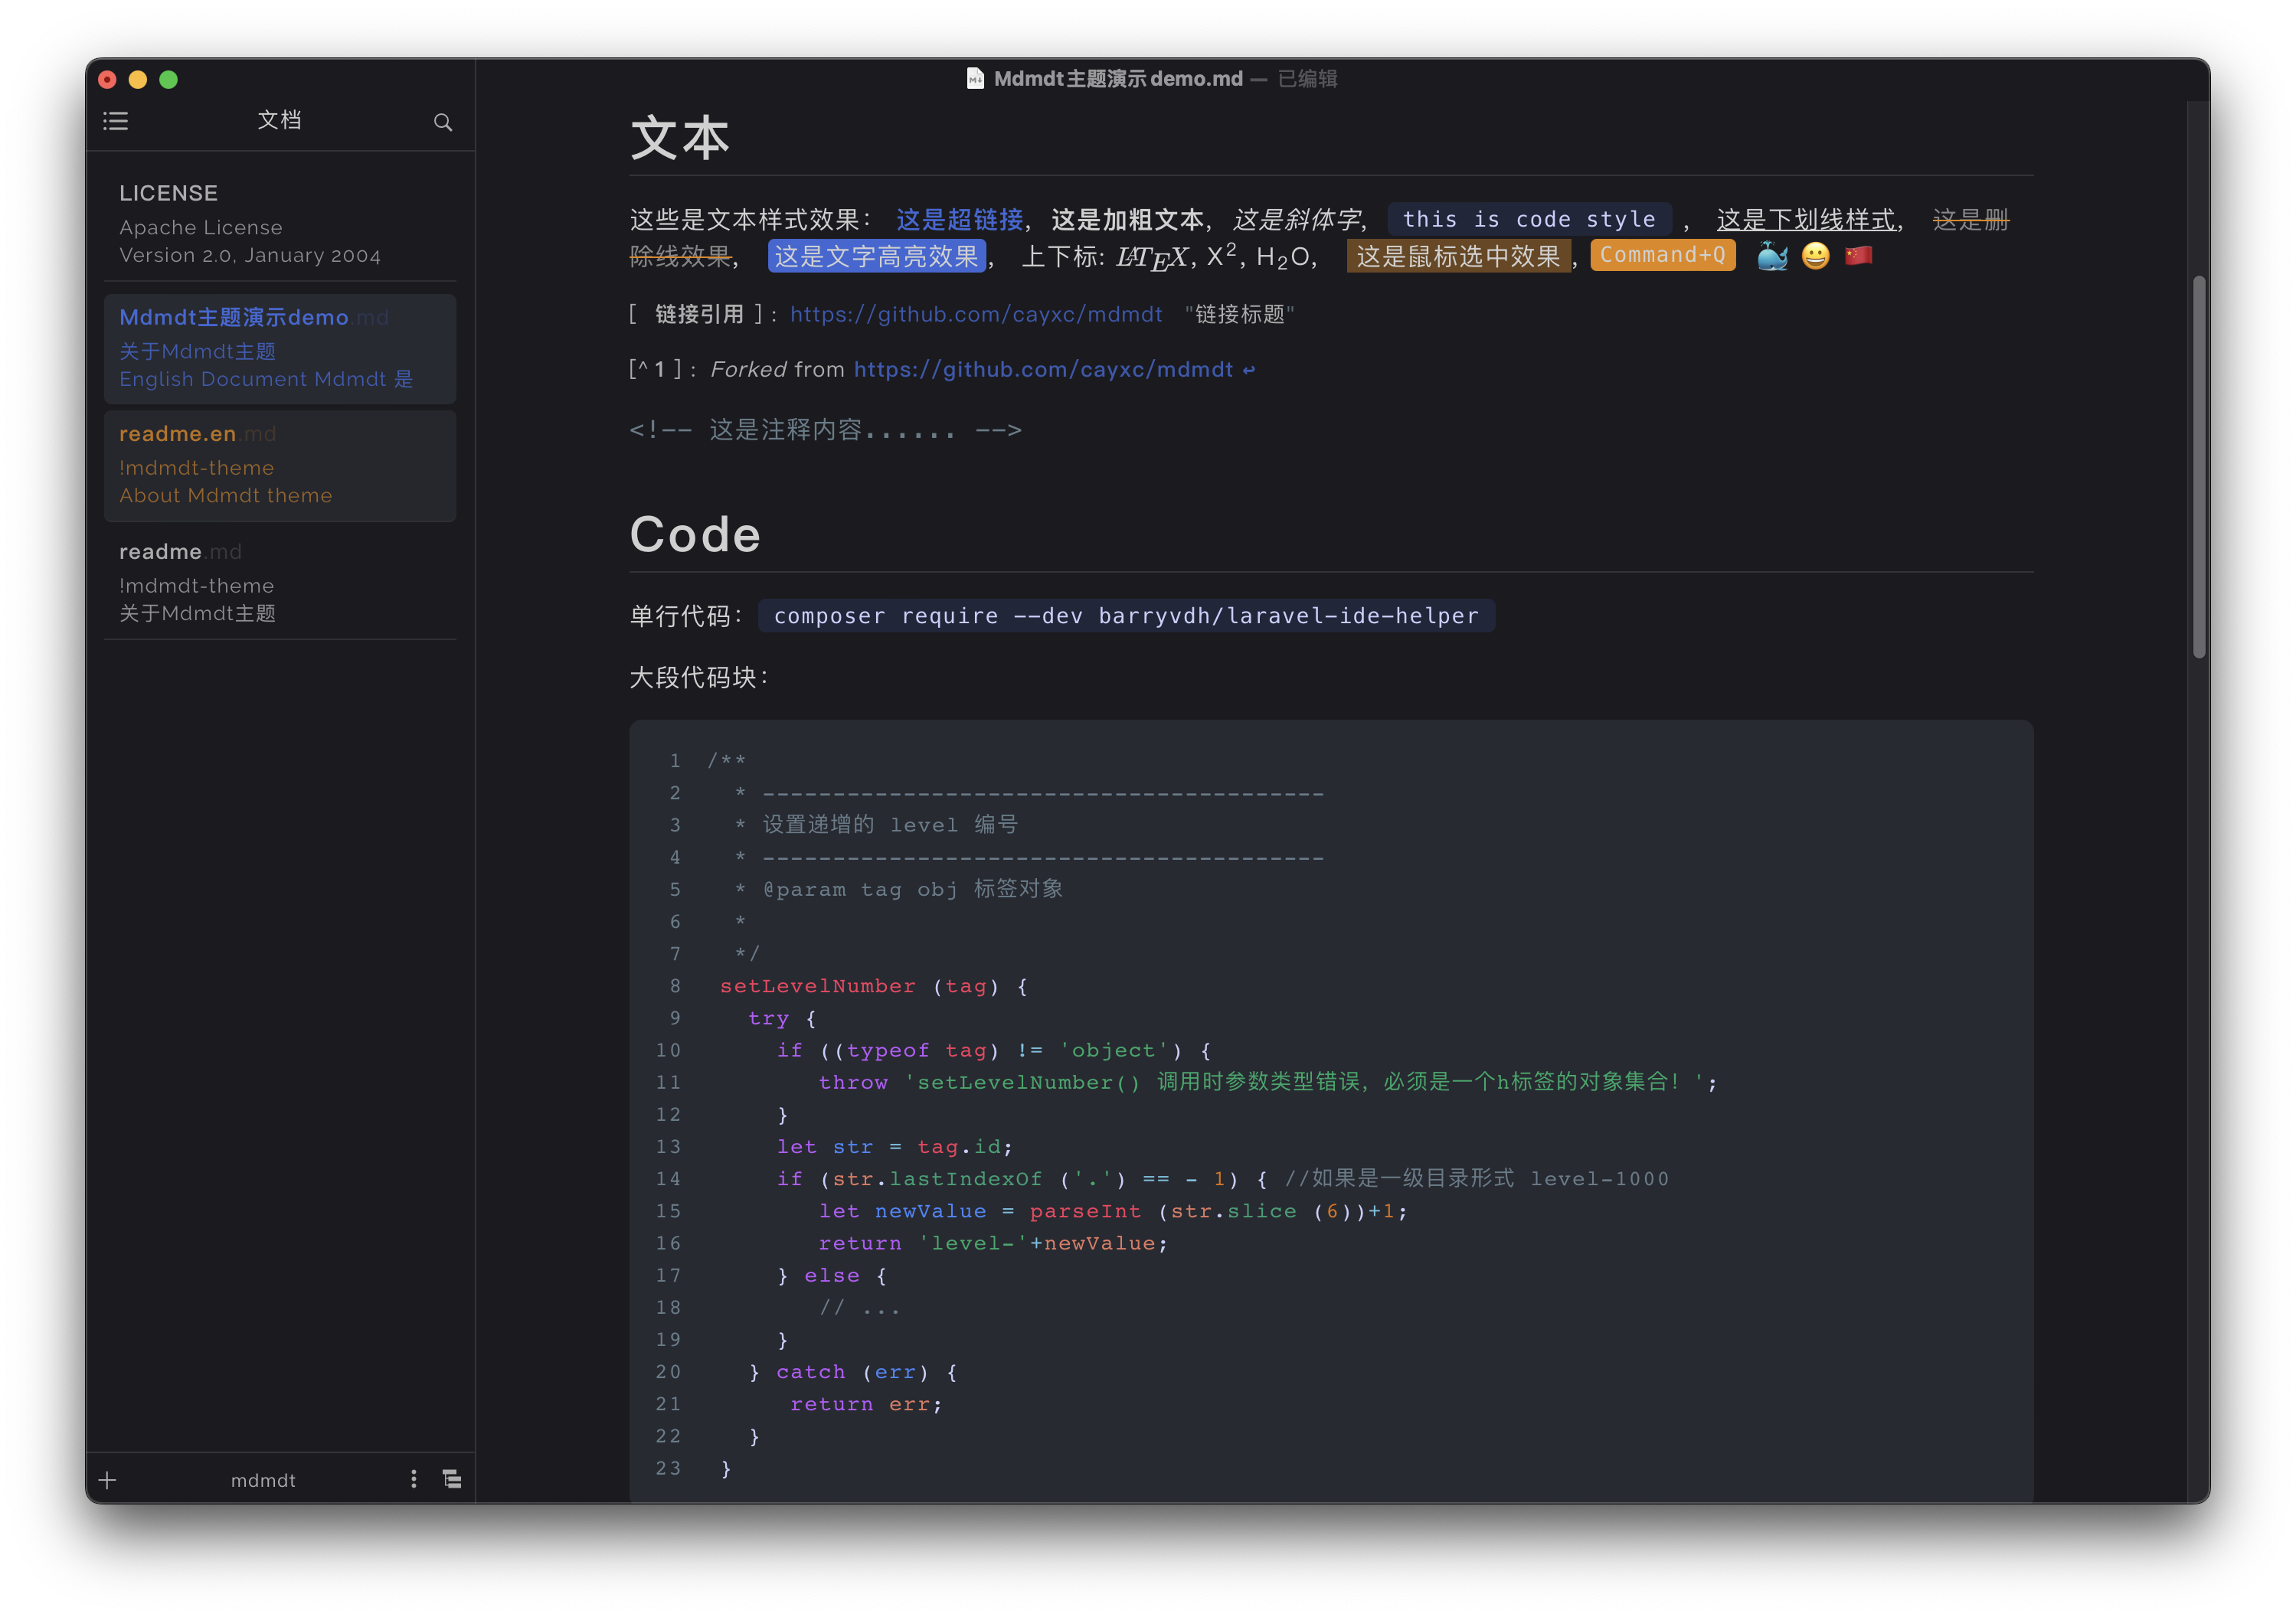 Mdmdt主题演示demo.md — 已编辑
文档
LICENSE
Apache License
Version 2.0, January 2004
Mdmdt主题演示demo.md
关于Mdmdt主题
English Document Mdmdt 是
readme.en.md
!mdmdt-theme
About Mdmdt theme
readme.md
!mdmdt-theme
关于Mdmdt主题
mdmdt
文本
这些是文本样式效果： 这是超链接，这是加粗文本，这是斜体字， this is code style ， 这是下划线样式， 这是删
除线效果， 这是文字高亮效果， 上下标: LATEX, X², H₂O， 这是鼠标选中效果， Command+Q 🐳 😀 🇨🇳
[ 链接引用 ]: https://github.com/cayxc/mdmdt "链接标题"
[^1]: Forked from https://github.com/cayxc/mdmdt ↩
<!-- 这是注释内容...... -->
Code
单行代码： composer require --dev barryvdh/laravel-ide-helper
大段代码块：
1 /**
2  * ----------------------------------------
3  * 设置递增的 level 编号
4  * ----------------------------------------
5  * @param tag obj 标签对象
6  *
7  */
8 setLevelNumber (tag) {
9   try {
10     if ((typeof tag) != 'object') {
11        throw 'setLevelNumber() 调用时参数类型错误，必须是一个h标签的对象集合！';
12     }
13     let str = tag.id;
14     if (str.lastIndexOf ('.') == - 1) { //如果是一级目录形式 level-1000
15        let newValue = parseInt (str.slice (6))+1;
16        return 'level-'+newValue;
17     } else {
18        // ...
19     }
20   } catch (err) {
21      return err;
22   }
23 }